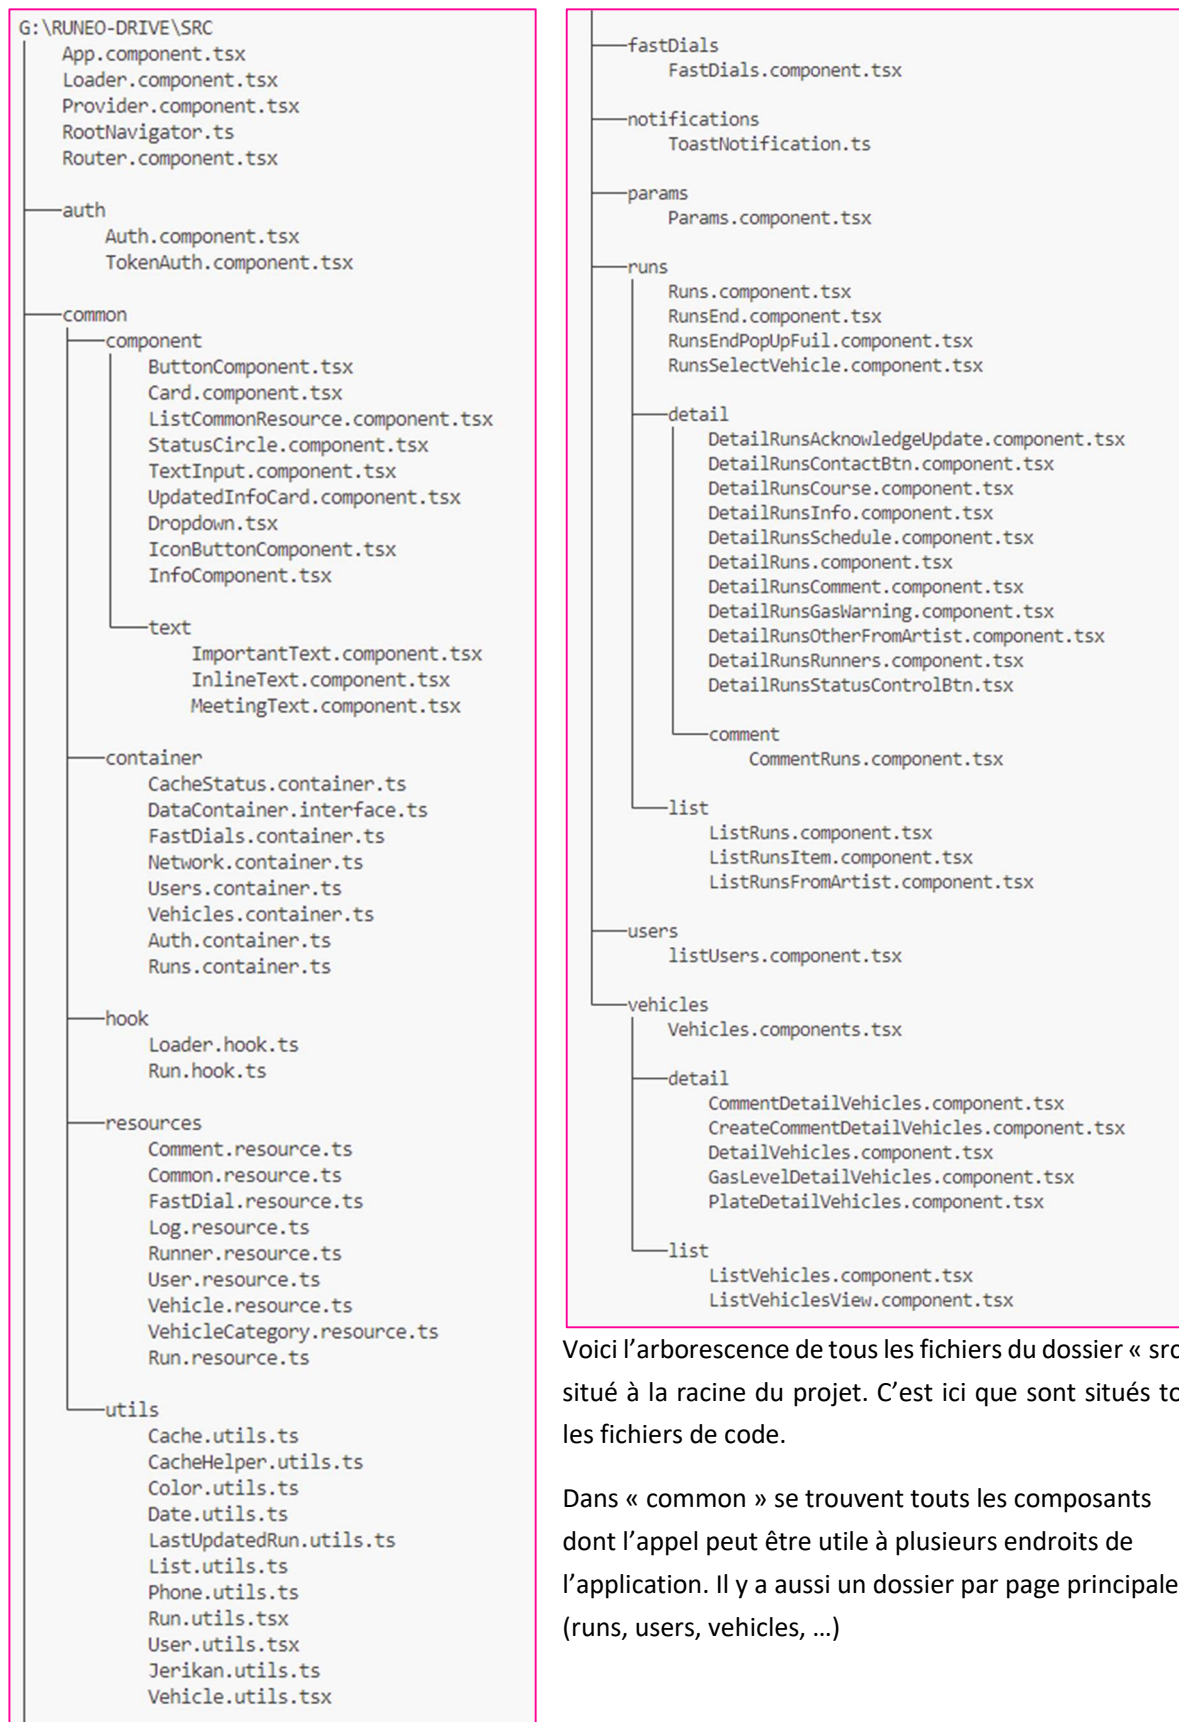 G:\RUNEO-DRIVE\SRC
App.component.tsx
Loader.component.tsx
Provider.component.tsx
RootNavigator.ts
Router.component.tsx
auth
Auth.component.tsx
TokenAuth.component.tsx
common
component
ButtonComponent.tsx
Card.component.tsx
ListCommonResource.component.tsx
StatusCircle.component.tsx
TextInput.component.tsx
UpdatedInfoCard.component.tsx
Dropdown.tsx
IconButtonComponent.tsx
InfoComponent.tsx
text
ImportantText.component.tsx
InlineText.component.tsx
MeetingText.component.tsx
container
CacheStatus.container.ts
DataContainer.interface.ts
FastDials.container.ts
Network.container.ts
Users.container.ts
Vehicles.container.ts
Auth.container.ts
Runs.container.ts
hook
Loader.hook.ts
Run.hook.ts
resources
Comment.resource.ts
Common.resource.ts
FastDial.resource.ts
Log.resource.ts
Runner.resource.ts
User.resource.ts
Vehicle.resource.ts
VehicleCategory.resource.ts
Run.resource.ts
utils
Cache.utils.ts
CacheHelper.utils.ts
Color.utils.ts
Date.utils.ts
LastUpdatedRun.utils.ts
List.utils.ts
Phone.utils.ts
Run.utils.tsx
User.utils.tsx
Jerikan.utils.ts
Vehicle.utils.tsx
fastDials
FastDials.component.tsx
notifications
ToastNotification.ts
params
Params.component.tsx
runs
Runs.component.tsx
RunsEnd.component.tsx
RunsEndPopUpFuil.component.tsx
RunsSelectVehicle.component.tsx
detail
DetailRunsAcknowledgeUpdate.component.tsx
DetailRunsContactBtn.component.tsx
DetailRunsCourse.component.tsx
DetailRunsInfo.component.tsx
DetailRunsSchedule.component.tsx
DetailRuns.component.tsx
DetailRunsComment.component.tsx
DetailRunsGasWarning.component.tsx
DetailRunsOtherFromArtist.component.tsx
DetailRunsRunners.component.tsx
DetailRunsStatusControlBtn.tsx
comment
CommentRuns.component.tsx
list
ListRuns.component.tsx
ListRunsItem.component.tsx
ListRunsFromArtist.component.tsx
users
listUsers.component.tsx
vehicles
Vehicles.components.tsx
detail
CommentDetailVehicles.component.tsx
CreateCommentDetailVehicles.component.tsx
DetailVehicles.component.tsx
GasLevelDetailVehicles.component.tsx
PlateDetailVehicles.component.tsx
list
ListVehicles.component.tsx
ListVehiclesView.component.tsx
Voici l’arborescence de tous les fichiers du dossier « src
situé à la racine du projet. C’est ici que sont situés
les fichiers de code.
Dans « common » se trouvent touts les composants
dont l’appel peut être utile à plusieurs endroits de
l’application. Il y a aussi un dossier par page principale
(runs, users, vehicles, …)